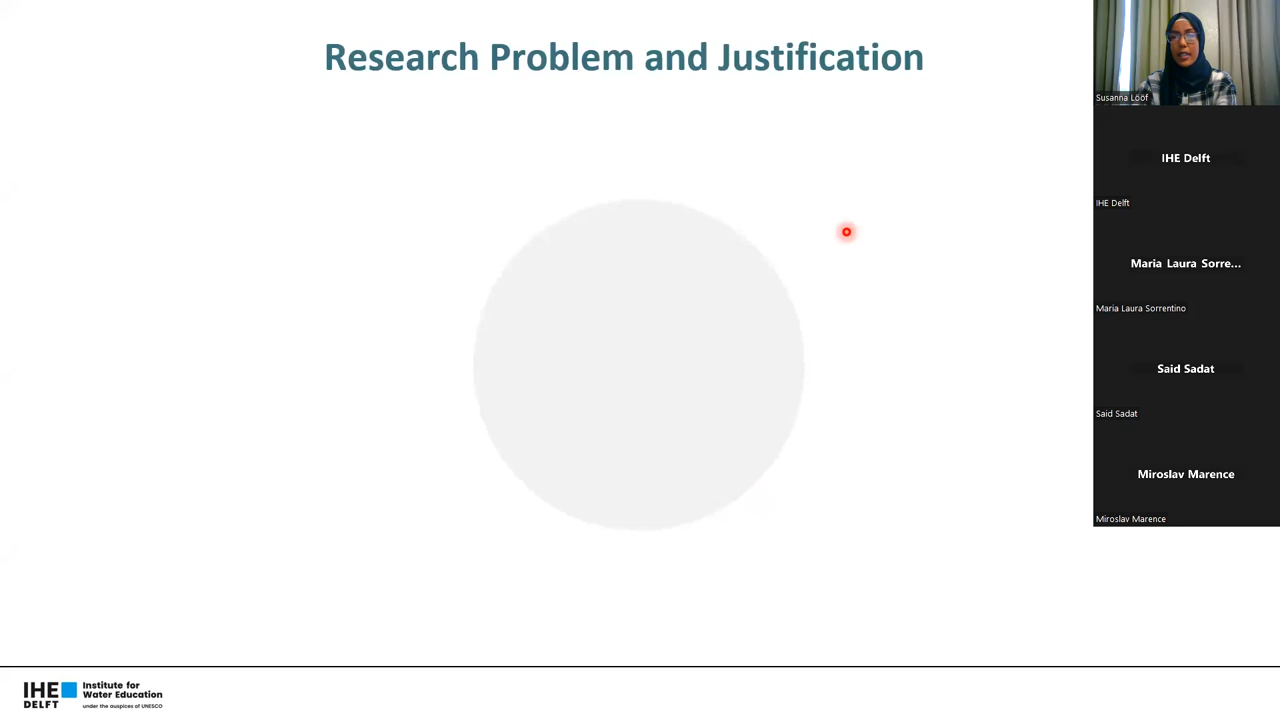 Research Problem and Justification
Susanna Lööf
IHE Delft
IHE Delft
Maria Laura Sorre...
Maria Laura Sorrentino
Said Sadat
Said Sadat
Miroslav Marence
Miroslav Marence
IHE
DELFT
Institute for
Water Education
under the auspices of UNESCO